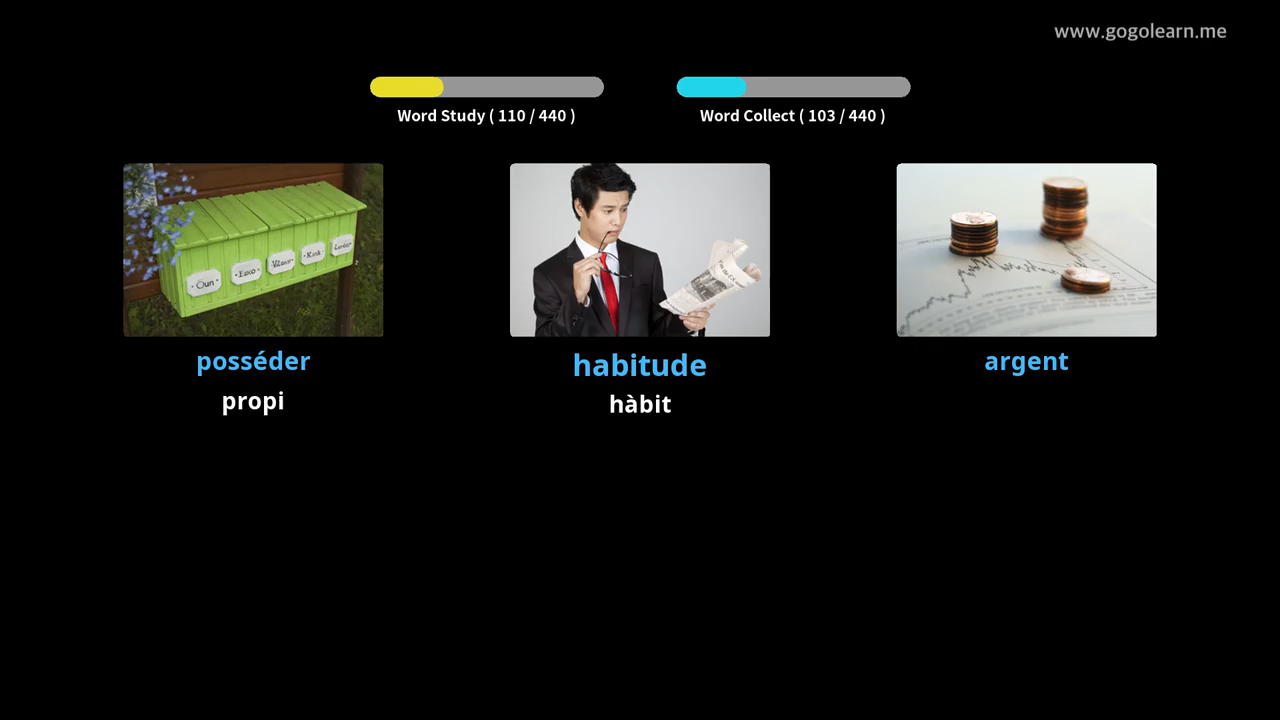 www.gogolearn.me
Word Study ( 110 / 440 )
Word Collect ( 103 / 440 )
posséder
habitude
argent
propi
hàbit